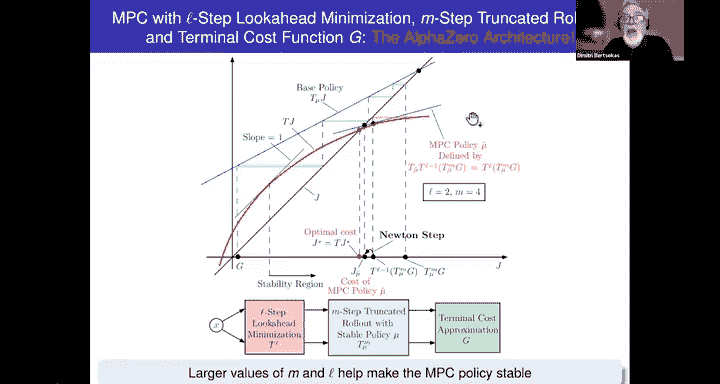 MPC with ℓ-Step Lookahead Minimization, m-Step Truncated
and Terminal Cost Function G: The AlphaZero Architecture
Dimitri Bertsekas
Base Policy
T_μ J
TJ
Slope = 1
MPC Policy μ̃
Defined by
T_μ̃ T^{ℓ−1}(T_μ^m G) = T^ℓ(T_μ^m G)
ℓ = 2, m = 4
J
Optimal cost
J* = TJ*
Newton Step
G
J_μ̃
T^{ℓ−1}(T_μ^m G)
T_μ^m G
J
Stability Region
Cost of
MPC Policy μ̃
x
ℓ-Step
Lookahead
Minimization
T^ℓ
m-Step Truncated
Rollout with
Stable Policy μ
T_μ^m
Terminal Cost
Approximation
G
Larger values of m and ℓ help make the MPC policy stable